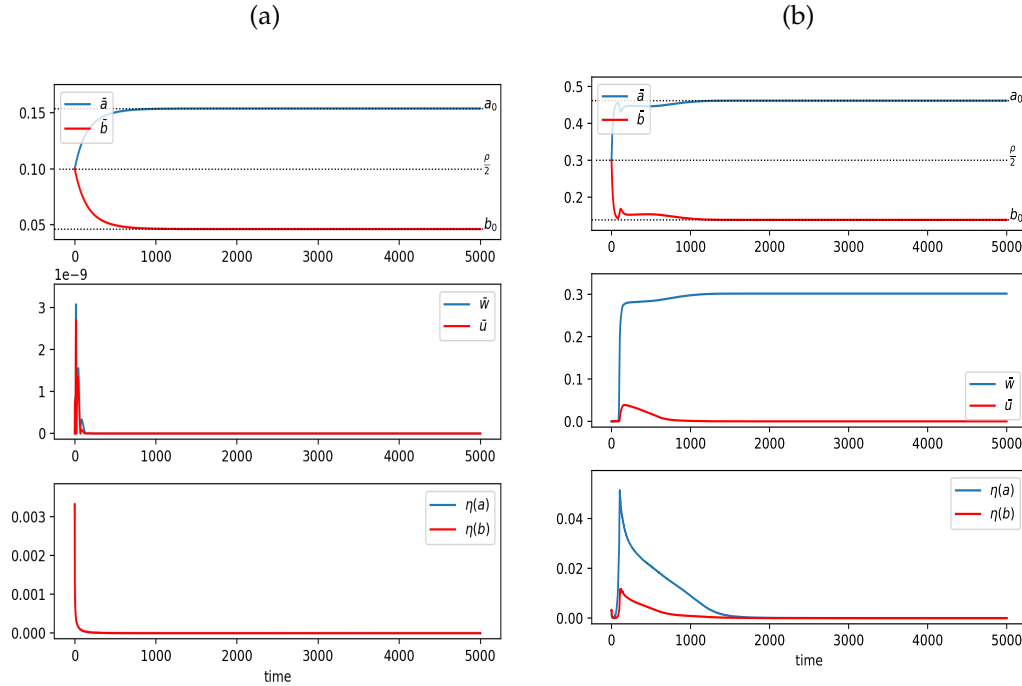 (a)
(b)
ā
b̄
0.15
0.10
0.05
a₀
ρ/2
b₀
0 1000 2000 3000 4000 5000
1e−9
w̄
ū
3
2
1
0
0 1000 2000 3000 4000 5000
η(a)
η(b)
0.003
0.002
0.001
0.000
0 1000 2000 3000 4000 5000
time
ā
b̄
0.5
0.4
0.3
0.2
a₀
ρ/2
b₀
0 1000 2000 3000 4000 5000
0.3
0.2
0.1
0.0
w̄
ū
0 1000 2000 3000 4000 5000
η(a)
η(b)
0.04
0.02
0.00
0 1000 2000 3000 4000 5000
time